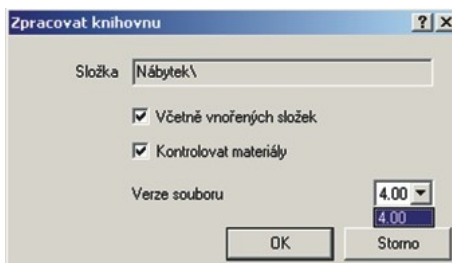 Zpracovat knihovnu
Složka Nábytek\
Včetně vnořených složek
Kontrolovat materiály
Verze souboru 4.00
4.00
OK Storno